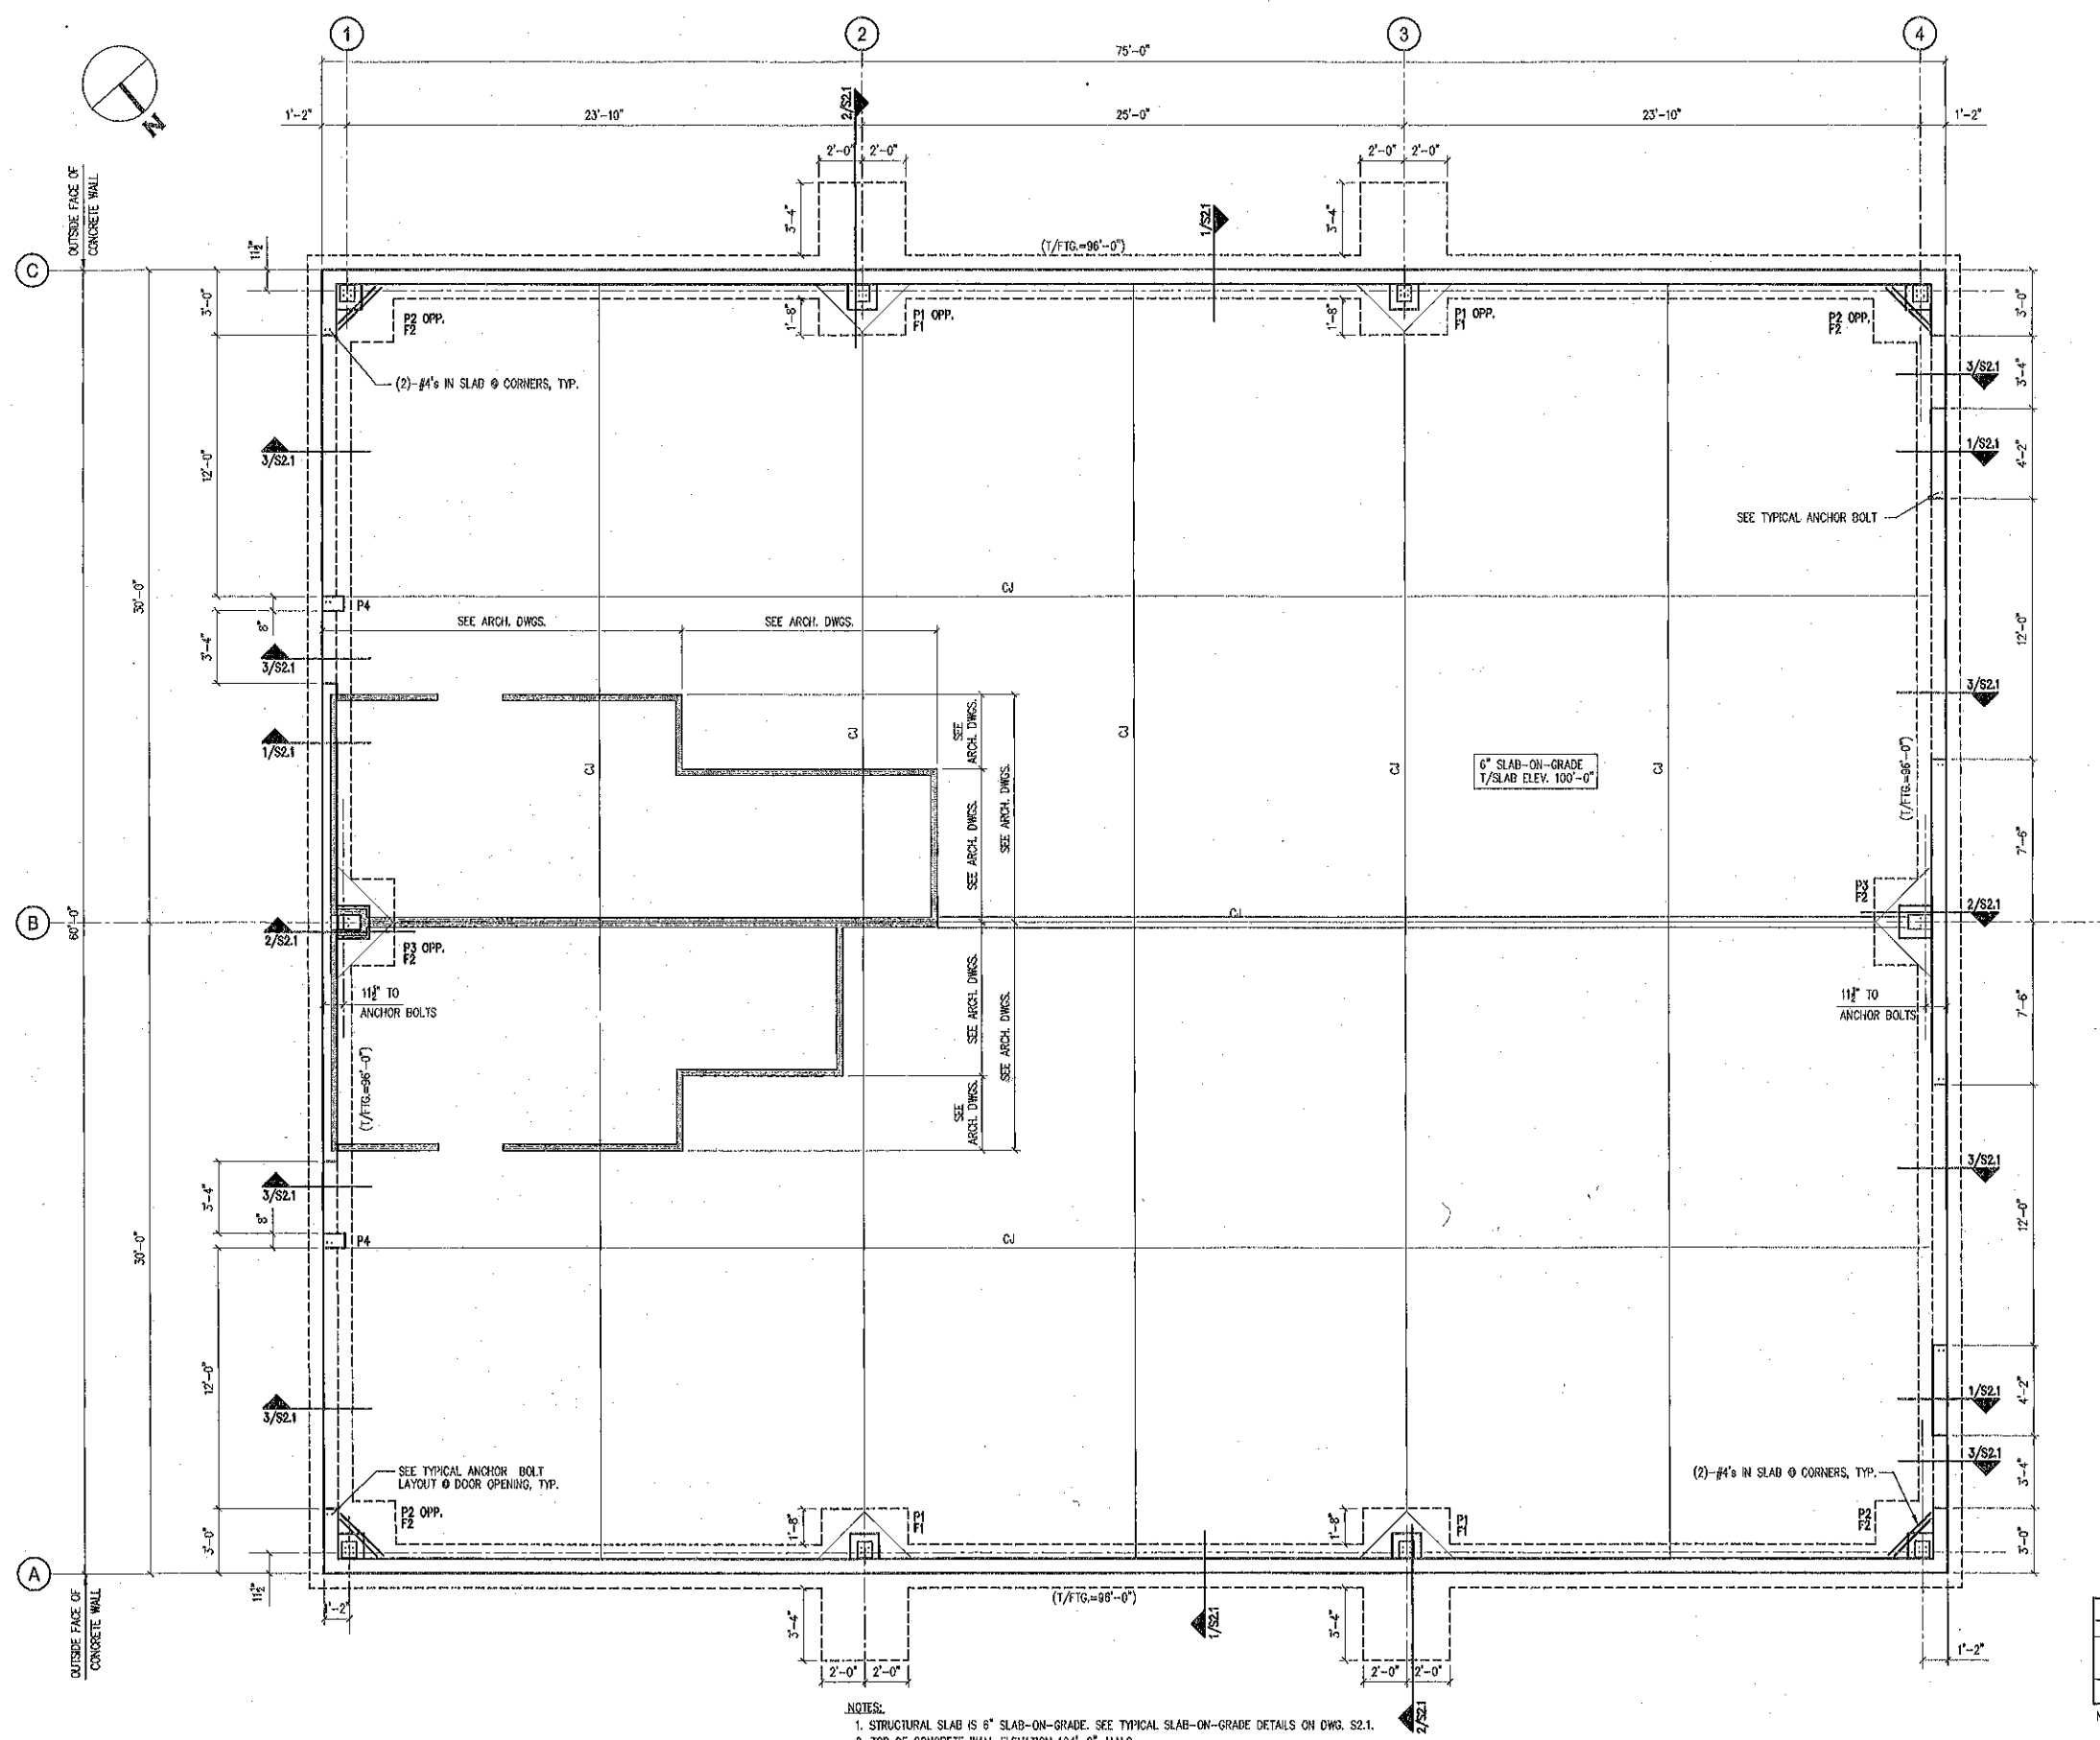 1
2
3
4
75'-0"
N
1'-2"
23'-10"
25'-0"
23'-10"
1'-2"
2/S2.1
2'-0" 2'-0"
2'-0" 2'-0"
OUTSIDE FACE OF
CONCRETE WALL
3'-4"
1/S2.1
3'-4"
11½"
(T/FTG.=96'-0")
C
3'-0"
P2 OPP.
F2
1'-8"
P1 OPP.
F1
1'-8"
P1 OPP.
F1
P2 OPP.
F2
3'-0"
(2)-#4's IN SLAB @ CORNERS, TYP.
3/S2.1
3'-4"
3/S2.1
12'-0"
1/S2.1
4'-2"
SEE TYPICAL ANCHOR BOLT
30'-0"
P4
CJ
8"
SEE ARCH. DWGS.
SEE ARCH. DWGS.
12'-0"
3'-4"
3/S2.1
3/S2.1
1/S2.1
CJ
CJ
CJ
CJ
CJ
SEE
ARCH. DWGS.
SEE ARCH. DWGS.
SEE ARCH. DWGS.
6" SLAB-ON-GRADE
T/SLAB ELEV. 100'-0"
(T/FTG.=96'-0")
7'-6"
B
60'-0"
2/S2.1
P3 OPP.
F2
CJ
F2
2/S2.1
11½" TO
ANCHOR BOLTS
SEE ARCH. DWGS.
SEE ARCH. DWGS.
11½" TO
ANCHOR BOLTS
7'-6"
(T/FTG.=96'-0")
SEE
ARCH. DWGS.
3'-4"
3/S2.1
3/S2.1
8"
P4
CJ
12'-0"
30'-0"
12'-0"
3/S2.1
1/S2.1
4'-2"
SEE TYPICAL ANCHOR BOLT
LAYOUT @ DOOR OPENING, TYP.
(2)-#4's IN SLAB @ CORNERS, TYP.
3/S2.1
3'-4"
3'-0"
P2 OPP.
F2
1'-8"
P1
F1
1'-8"
P1
F1
P2
F2
3'-0"
A
11½"
1'-2"
(T/FTG.=96'-0")
OUTSIDE FACE OF
CONCRETE WALL
3'-4"
1/S2.1
3'-4"
1'-2"
2'-0" 2'-0"
2'-0" 2'-0"
2/S2.1
NOTES:
1. STRUCTURAL SLAB IS 6" SLAB-ON-GRADE. SEE TYPICAL SLAB-ON-GRADE DETAILS ON DWG. S2.1.